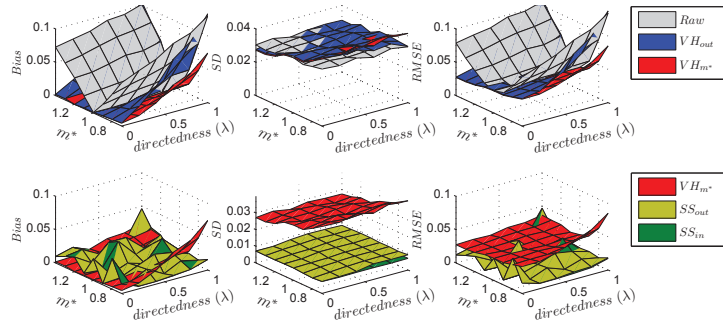 0.1
0.05
0
Bias
1.2
1
0.8
m*
0
0.5
1
directedness (λ)
0.04
0.02
0
SD
1.2
1
0.8
m*
0
0.5
1
directedness (λ)
0.1
0.05
0
RMSE
1.2
1
0.8
m*
0
0.5
1
directedness (λ)
Raw
VH_out
VH_m*
0.1
0.05
0
Bias
1.2
1
0.8
m*
0
0.5
1
directedness (λ)
0.03
0.02
0.01
0
SD
1.2
1
0.8
m*
0
0.5
1
directedness (λ)
0.1
0.05
0
RMSE
1.2
1
0.8
m*
0
0.5
1
directedness (λ)
VH_m*
SS_out
SS_in